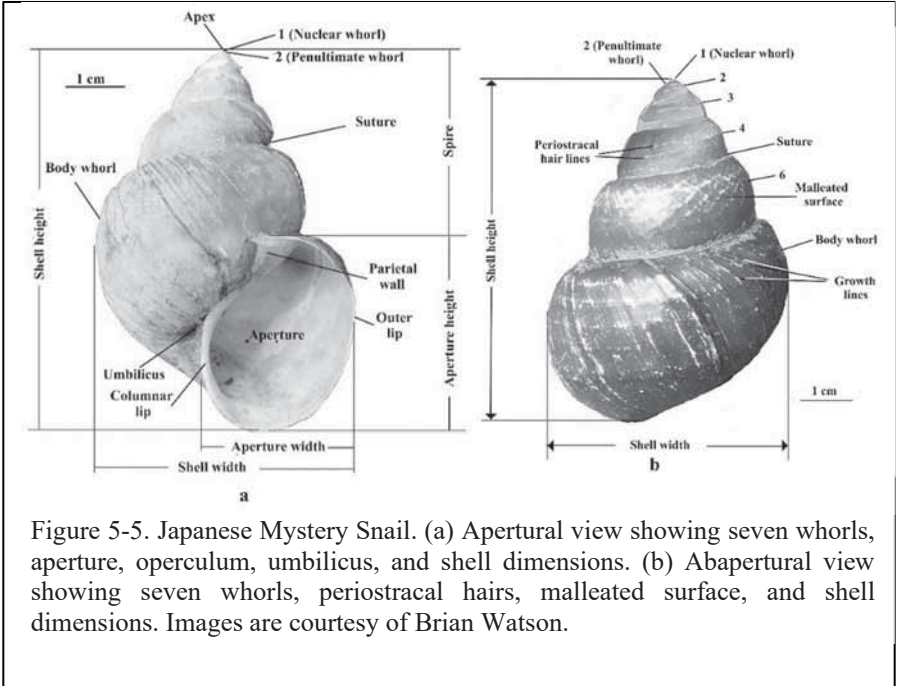 Apex
1 (Nuclear whorl)
2 (Penultimate whorl
1 cm
Suture
Spire
Body whorl
Shell height
Parietal
wall
Outer
lip
Aperture
Aperture height
Umbilicus
Columnar
lip
Aperture width
Shell width
a
2 (Penultimate
whorl)
1 (Nuclear whorl)
2
3
4
Periostracal
hair lines
Suture
6
Malleated
surface
Body whorl
Shell height
Growth
lines
1 cm
Shell width
b
Figure 5-5. Japanese Mystery Snail. (a) Apertural view showing seven whorls,
aperture, operculum, umbilicus, and shell dimensions. (b) Abapertural view
showing seven whorls, periostracal hairs, malleated surface, and shell
dimensions. Images are courtesy of Brian Watson.